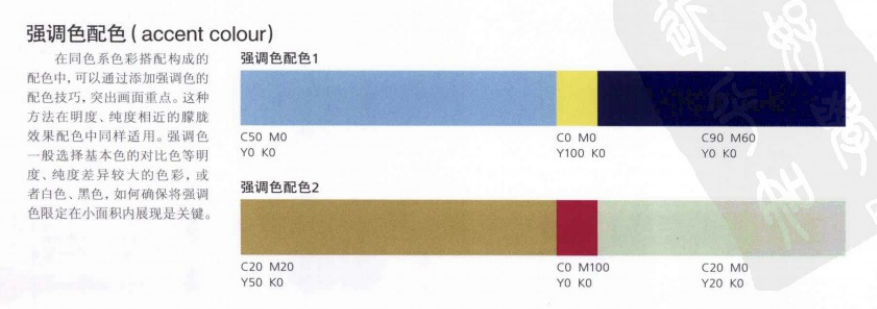 强调色配色（accent colour）
在同色系色彩搭配构成的
配色中，可以通过添加强调色的
配色技巧，突出画面重点。这种
方法在明度、纯度相近的朦胧
效果配色中同样适用。强调色
一般选择基本色的对比色等明
度、纯度差异较大的色彩，或
者白色、黑色，如何确保将强调
色限定在小面积内展现是关键。
强调色配色1
C50 M0
Y0 K0
C0 M0
Y100 K0
C90 M60
Y0 K0
强调色配色2
C20 M20
Y50 K0
C0 M100
Y0 K0
C20 M0
Y20 K0